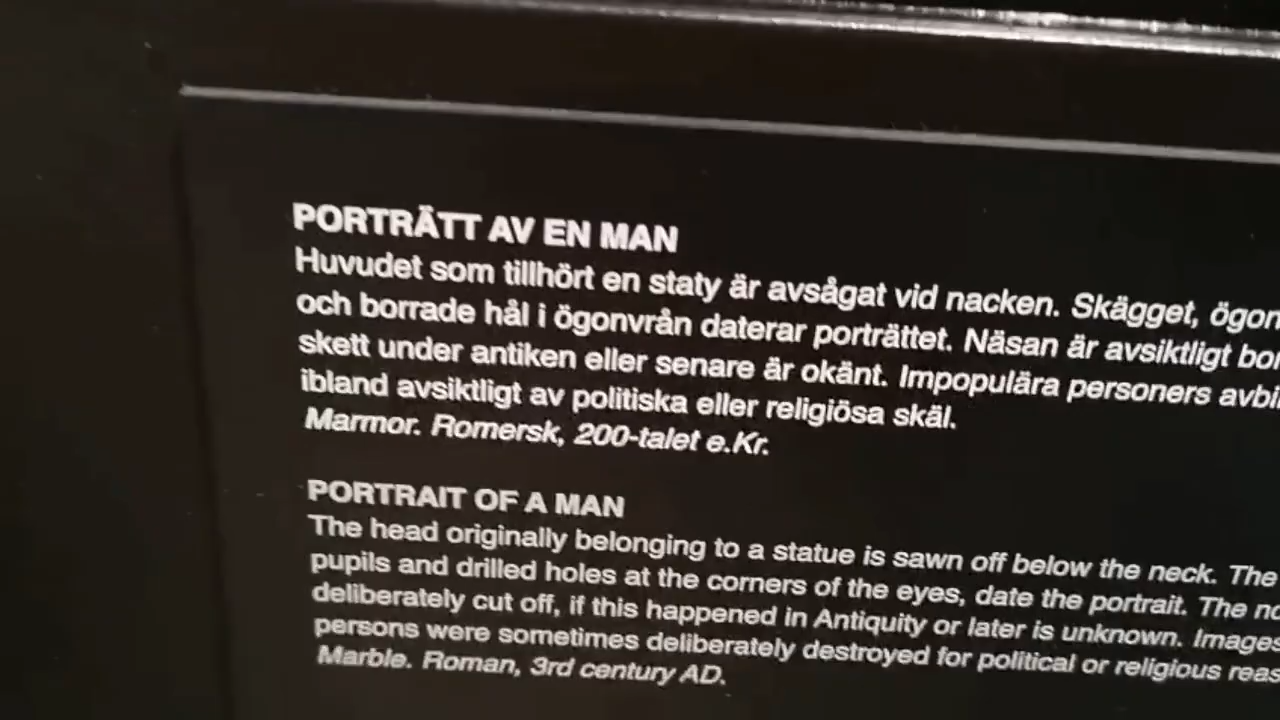 PORTRÄTT AV EN MAN
Huvudet som tillhört en staty är avsågat vid nacken. Skägget, ögon
och borrade hål i ögonvrån daterar porträttet. Näsan är avsiktligt bor
skett under antiken eller senare är okänt. Impopulära personers avbi
ibland avsiktligt av politiska eller religiösa skäl.
Marmor. Romersk, 200-talet e.Kr.
PORTRAIT OF A MAN
The head originally belonging to a statue is sawn off below the neck. The
pupils and drilled holes at the corners of the eyes, date the portrait. The no
deliberately cut off, if this happened in Antiquity or later is unknown. Images
persons were sometimes deliberately destroyed for political or religious reas
Marble. Roman, 3rd century AD.